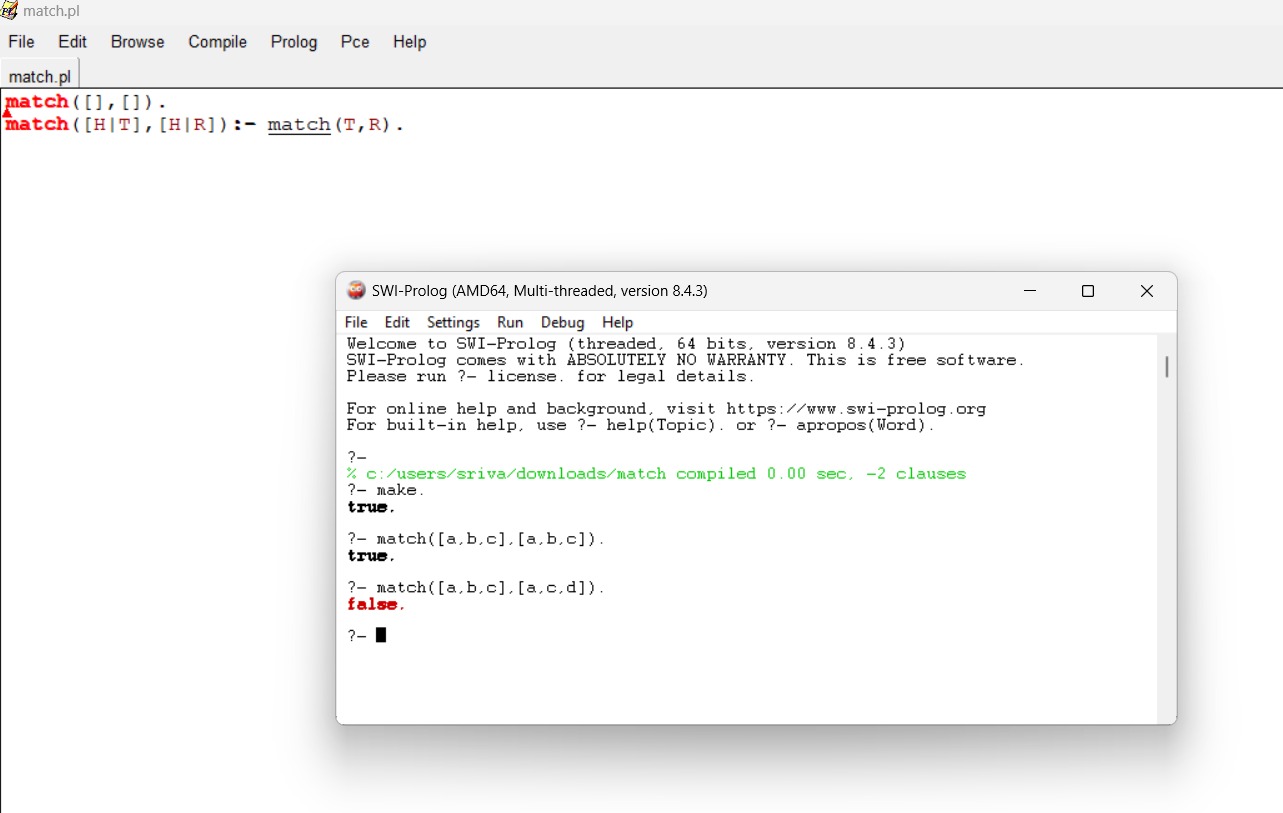 match.pl
File Edit Browse Compile Prolog Pce Help
match.pl
match([],[]).
match([H|T],[H|R]):- match(T,R).
SWI-Prolog (AMD64, Multi-threaded, version 8.4.3)
File Edit Settings Run Debug Help
Welcome to SWI-Prolog (threaded, 64 bits, version 8.4.3)
SWI-Prolog comes with ABSOLUTELY NO WARRANTY. This is free software.
Please run ?- license. for legal details.
For online help and background, visit https://www.swi-prolog.org
For built-in help, use ?- help(Topic). or ?- apropos(Word).
?-
% c:/users/sriva/downloads/match compiled 0.00 sec, -2 clauses
?- make.
true.
?- match([a,b,c],[a,b,c]).
true.
?- match([a,b,c],[a,c,d]).
false.
?-